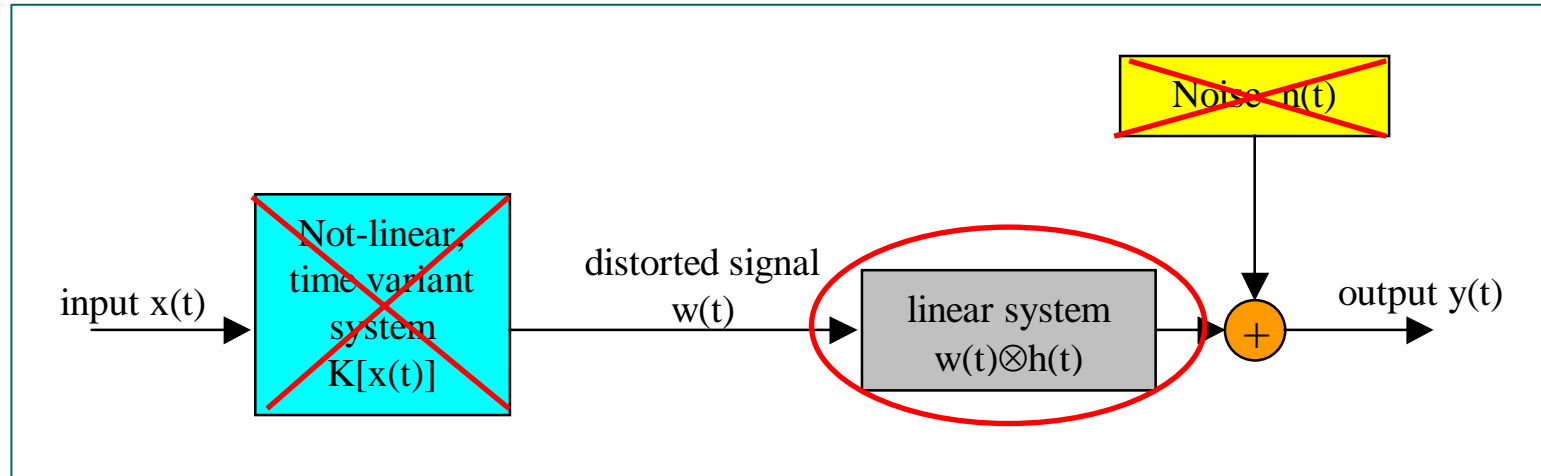 Noise n(t)
Not-linear,
time variant
system
K[x(t)]
input x(t)
distorted signal
w(t)
linear system
w(t)⊗h(t)
+
output y(t)